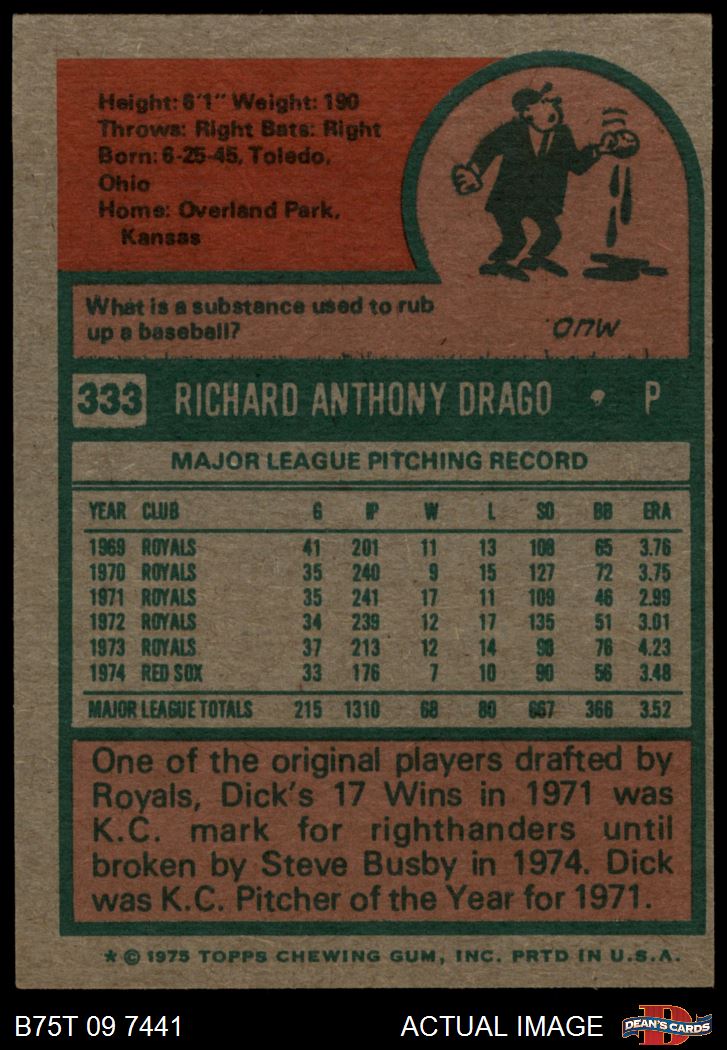 Height: 6'1" Weight: 190
Throws: Right Bats: Right
Born: 6-25-45, Toledo,
Ohio
Home: Overland Park,
Kansas
What is a substance used to rub
up a baseball?
MUD
333 RICHARD ANTHONY DRAGO • P
MAJOR LEAGUE PITCHING RECORD
YEAR CLUB G IP W L SO BB ERA
1969 ROYALS 41 201 11 13 108 65 3.76
1970 ROYALS 35 240 9 15 127 72 3.75
1971 ROYALS 35 241 17 11 109 46 2.99
1972 ROYALS 34 239 12 17 135 51 3.01
1973 ROYALS 37 213 12 14 98 76 4.23
1974 RED SOX 33 176 7 10 90 56 3.48
MAJOR LEAGUE TOTALS 215 1310 68 80 667 366 3.52
One of the original players drafted by
Royals, Dick's 17 Wins in 1971 was
K.C. mark for righthanders until
broken by Steve Busby in 1974. Dick
was K.C. Pitcher of the Year for 1971.
* © 1975 TOPPS CHEWING GUM, INC. PRTD IN U.S.A.
B75T 09 7441 ACTUAL IMAGE D DEAN'S CARDS